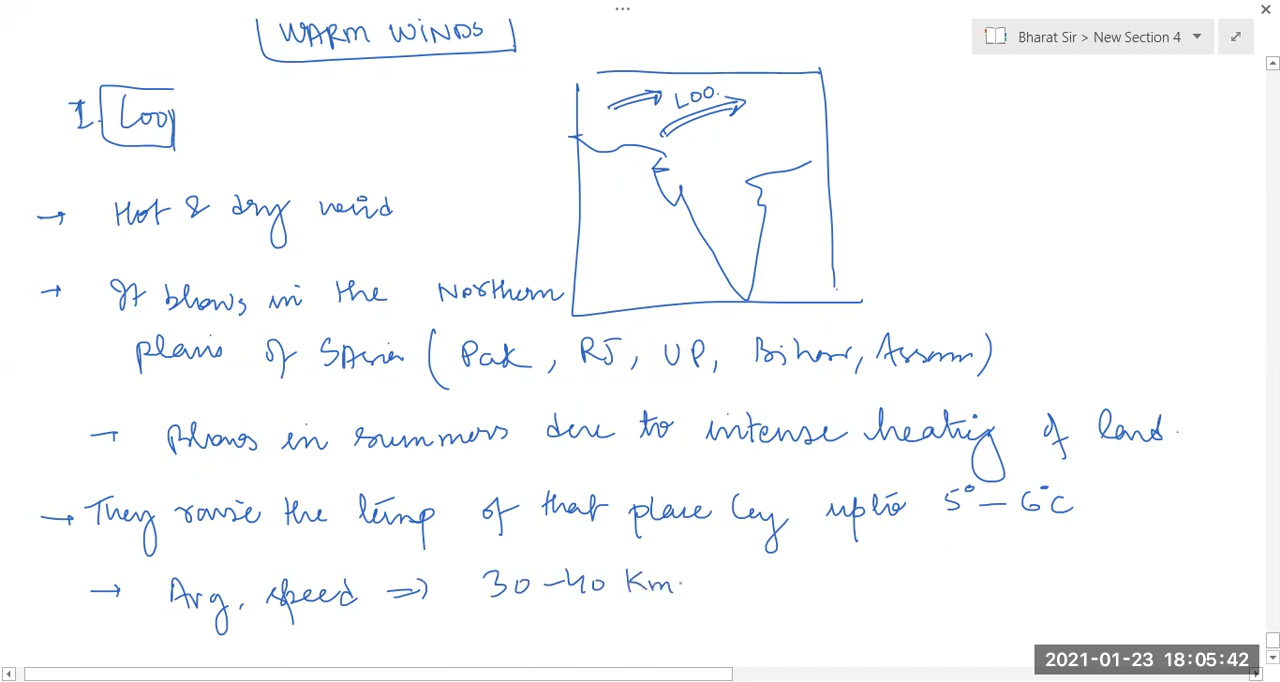 ...
WARM WINDS
Bharat Sir > New Section 4
I. Loo
LOO.
→ Hot & dry wind
→ It blows in the Northern
plains of SAsia (Pak, RJ, UP, Bihar, Assam)
→ Blows in summers due to intense heating of land.
→ They raise the temp of that place by upto 5° – 6°C
→ Avg. speed ⇒ 30 – 40 Km.
2021-01-23 18:05:42